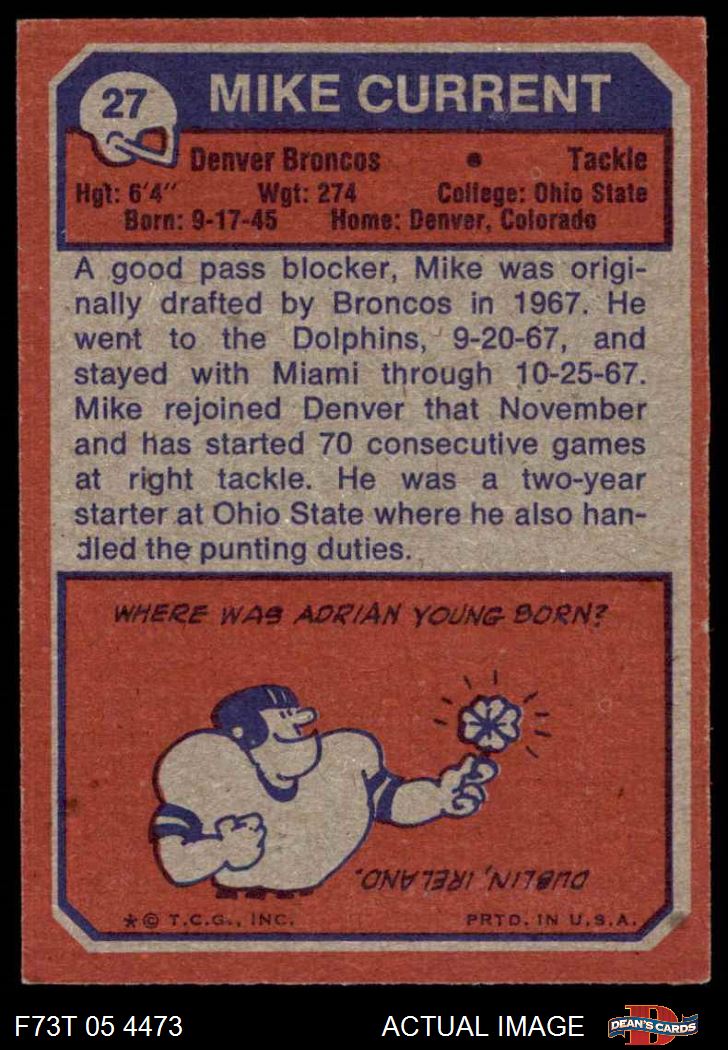 27
MIKE CURRENT
Denver Broncos • Tackle
Hgt: 6'4" Wgt: 274 College: Ohio State
Born: 9-17-45 Home: Denver, Colorado
A good pass blocker, Mike was origi-
nally drafted by Broncos in 1967. He
went to the Dolphins, 9-20-67, and
stayed with Miami through 10-25-67.
Mike rejoined Denver that November
and has started 70 consecutive games
at right tackle. He was a two-year
starter at Ohio State where he also han-
dled the punting duties.
WHERE WAS ADRIAN YOUNG BORN?
DUBLIN, IRELAND.
*© T.C.G., INC. PRTD. IN U.S.A.
F73T 05 4473 ACTUAL IMAGE D DEAN'S CARDS